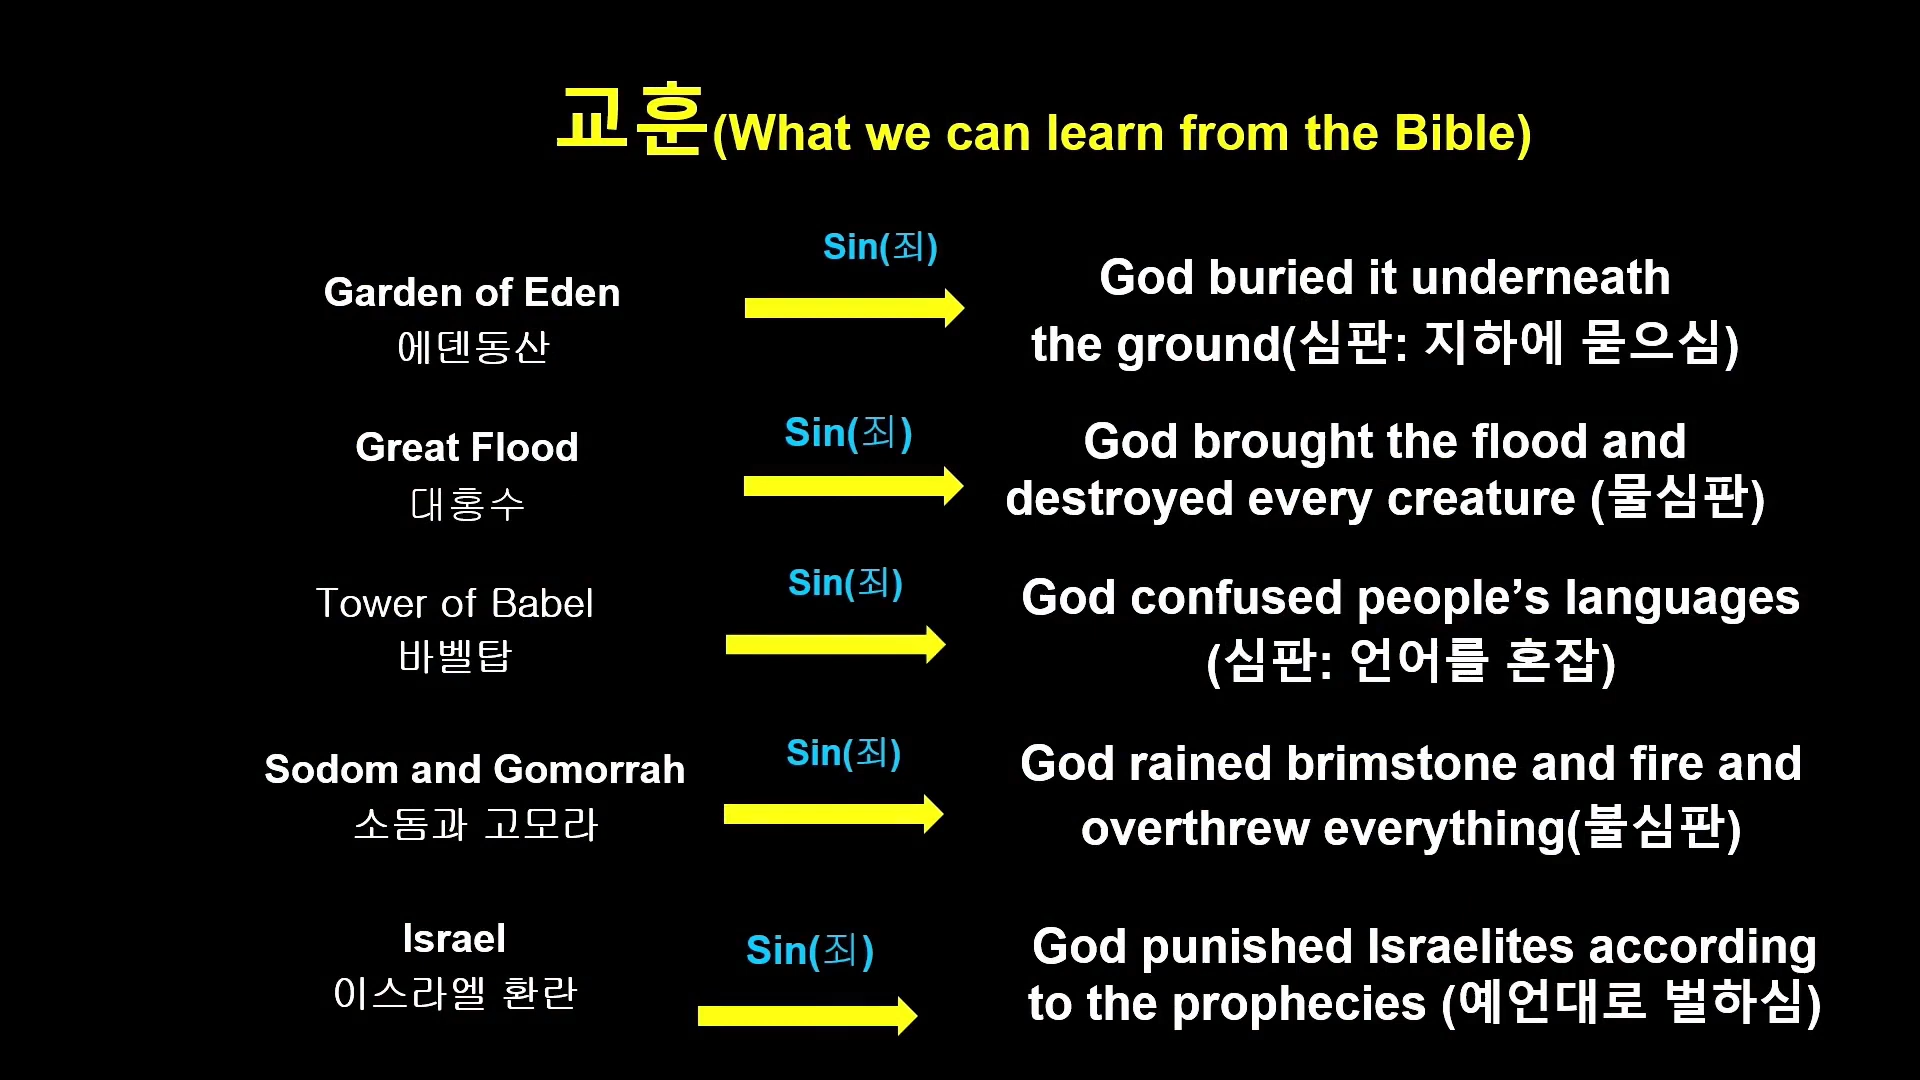 교훈(What we can learn from the Bible)
Garden of Eden
에덴동산
Sin(죄)
God buried it underneath
the ground(심판: 지하에 묻으심)
Great Flood
대홍수
Sin(죄)
God brought the flood and
destroyed every creature (물심판)
Tower of Babel
바벨탑
Sin(죄)
God confused people’s languages
(심판: 언어를 혼잡)
Sodom and Gomorrah
소돔과 고모라
Sin(죄)
God rained brimstone and fire and
overthrew everything(불심판)
Israel
이스라엘 환란
Sin(죄)
God punished Israelites according
to the prophecies (예언대로 벌하심)